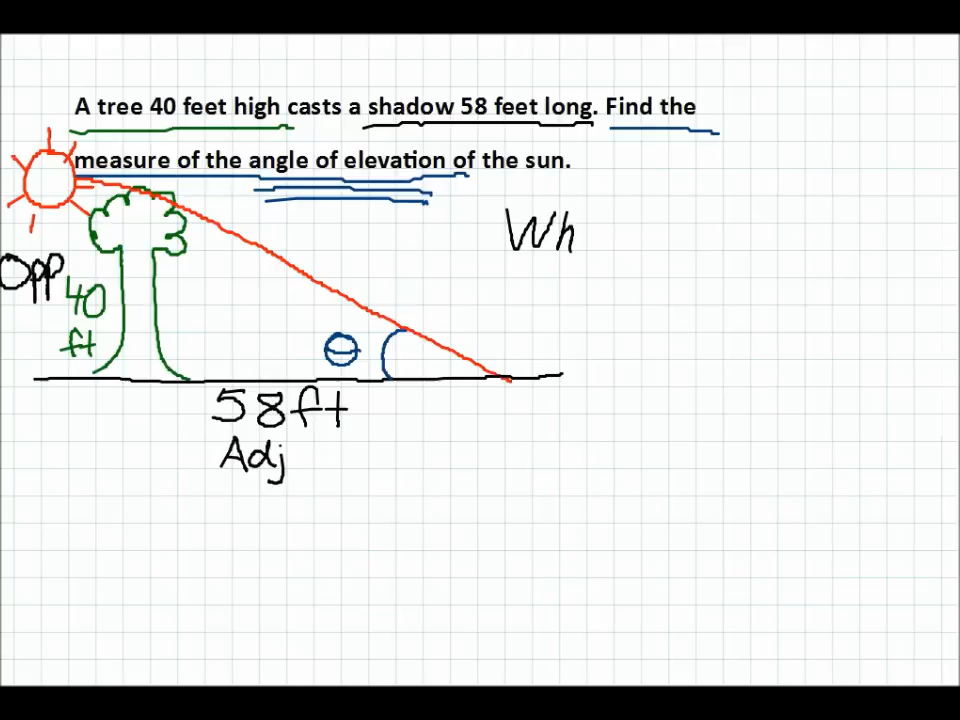 A tree 40 feet high casts a shadow 58 feet long. Find the
measure of the angle of elevation of the sun.
Wh
Opp
40
ft
θ
58ft
Adj